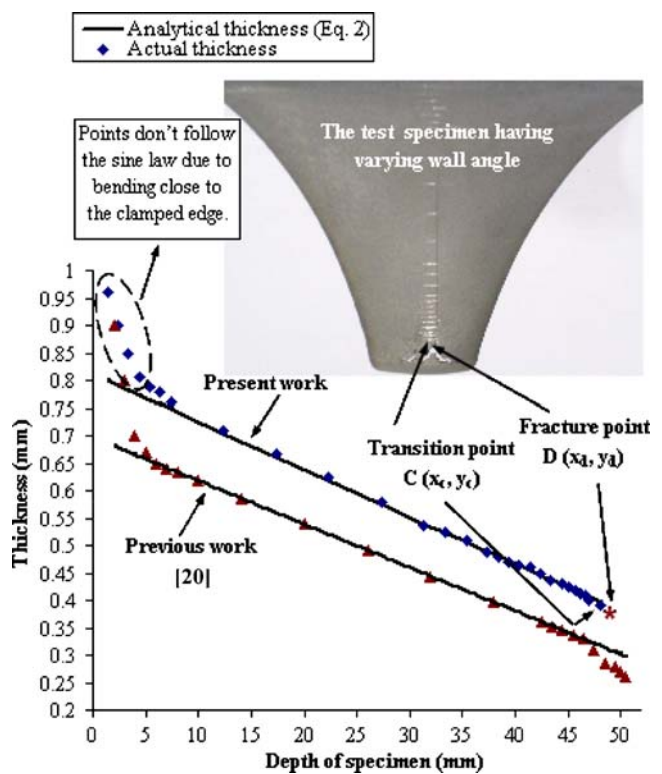 Analytical thickness (Eq. 2)
Actual thickness
Points don't follow
the sine law due to
bending close to
the clamped edge.
The test specimen having
varying wall angle
1
0.95
0.9
0.85
0.8
0.75
0.7
0.65
0.6
0.55
0.5
0.45
0.4
0.35
0.3
0.25
0.2
Thickness (mm)
Present work
Previous work
[20]
Transition point
C (xc, yc)
Fracture point
D (xd, yd)
0 5 10 15 20 25 30 35 40 45 50
Depth of specimen (mm)